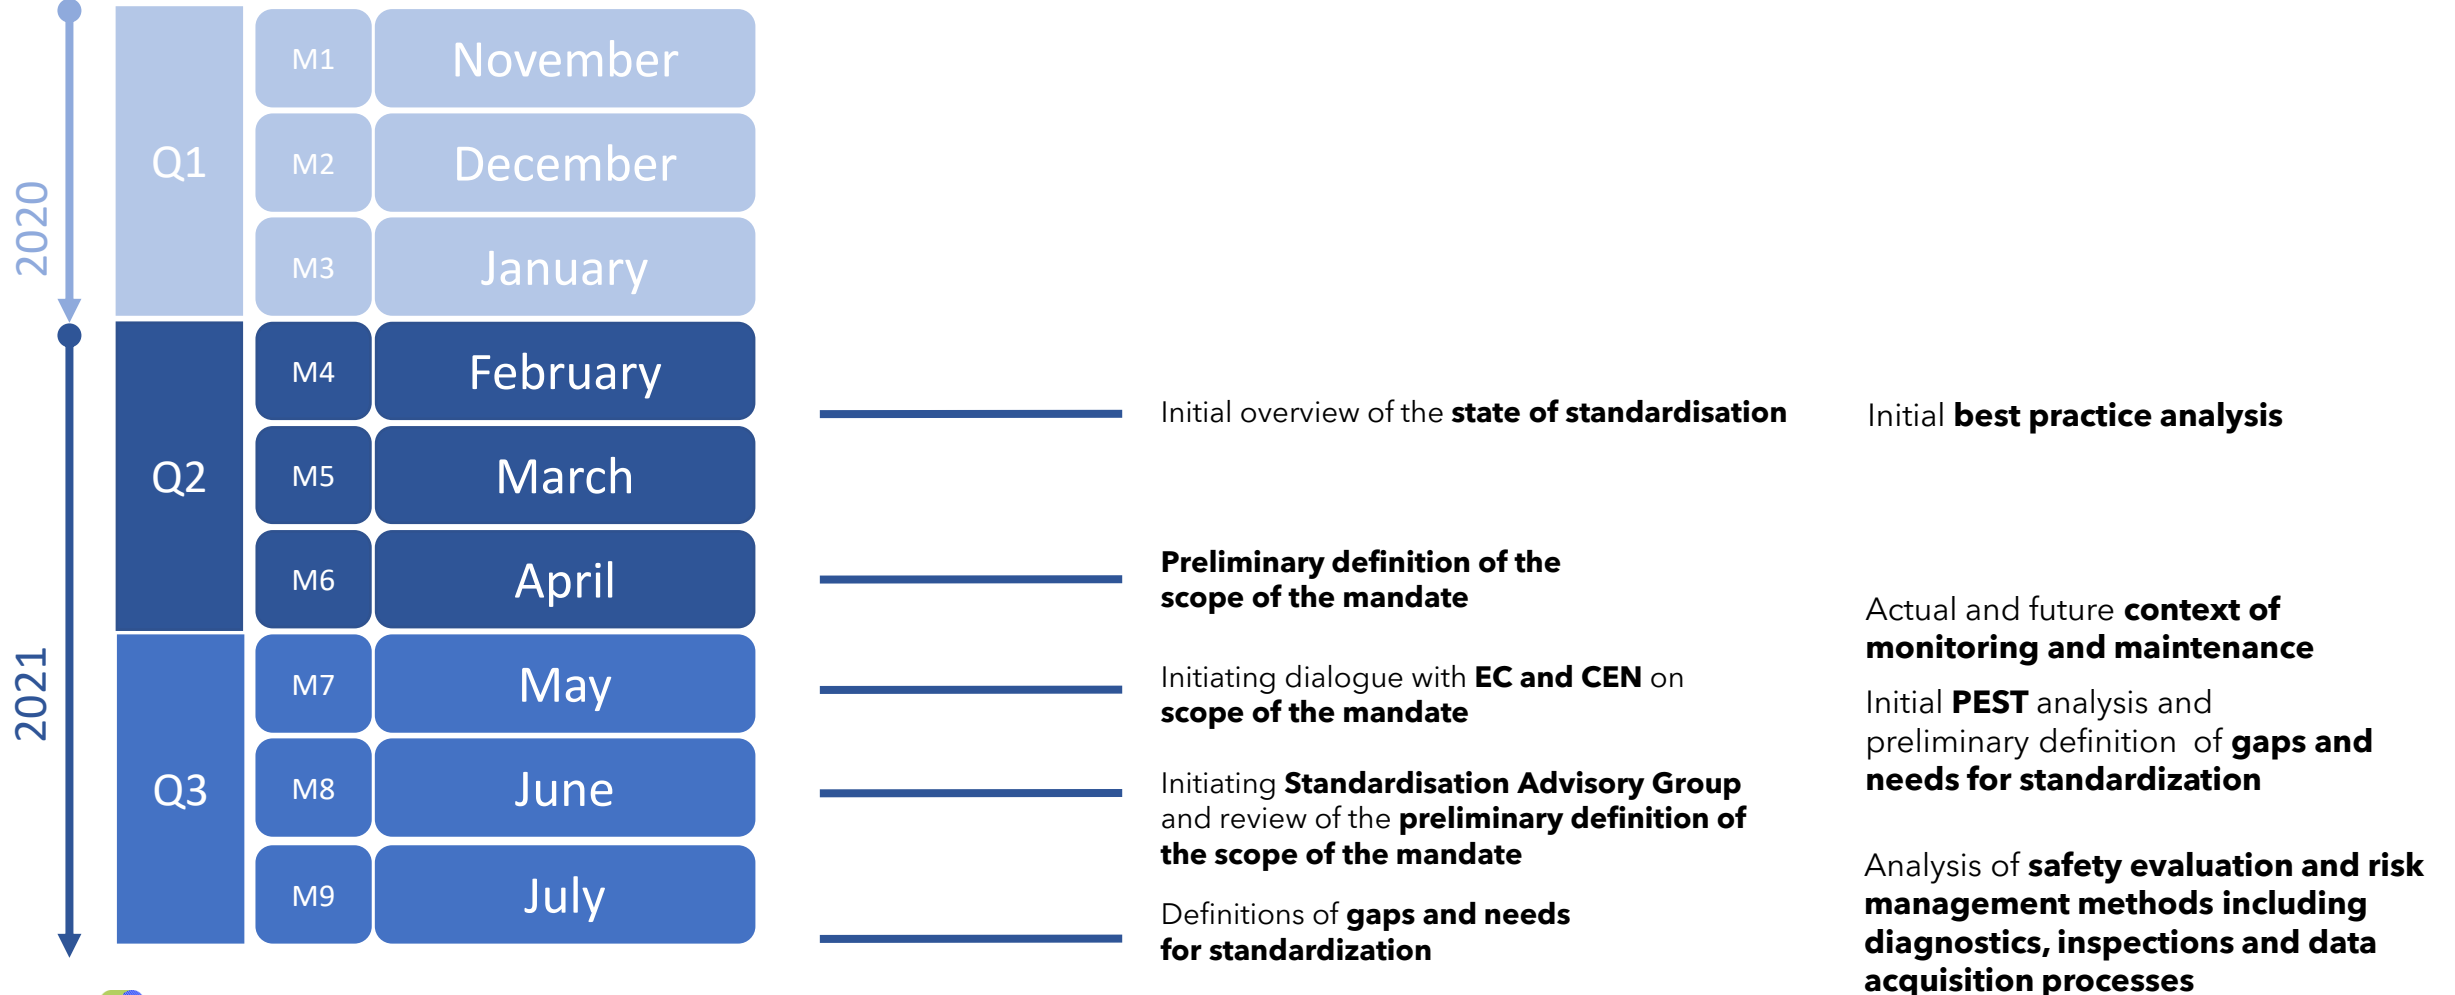 2020
Q1
M1
November
M2
December
M3
January
2021
Q2
M4
February
M5
March
M6
April
Q3
M7
May
M8
June
M9
July
Initial overview of the state of standardisation
Preliminary definition of the
scope of the mandate
Initiating dialogue with EC and CEN on
scope of the mandate
Initiating Standardisation Advisory Group
and review of the preliminary definition of
the scope of the mandate
Definitions of gaps and needs
for standardization
Initial best practice analysis
Actual and future context of
monitoring and maintenance
Initial PEST analysis and
preliminary definition of gaps and
needs for standardization
Analysis of safety evaluation and risk
management methods including
diagnostics, inspections and data
acquisition processes